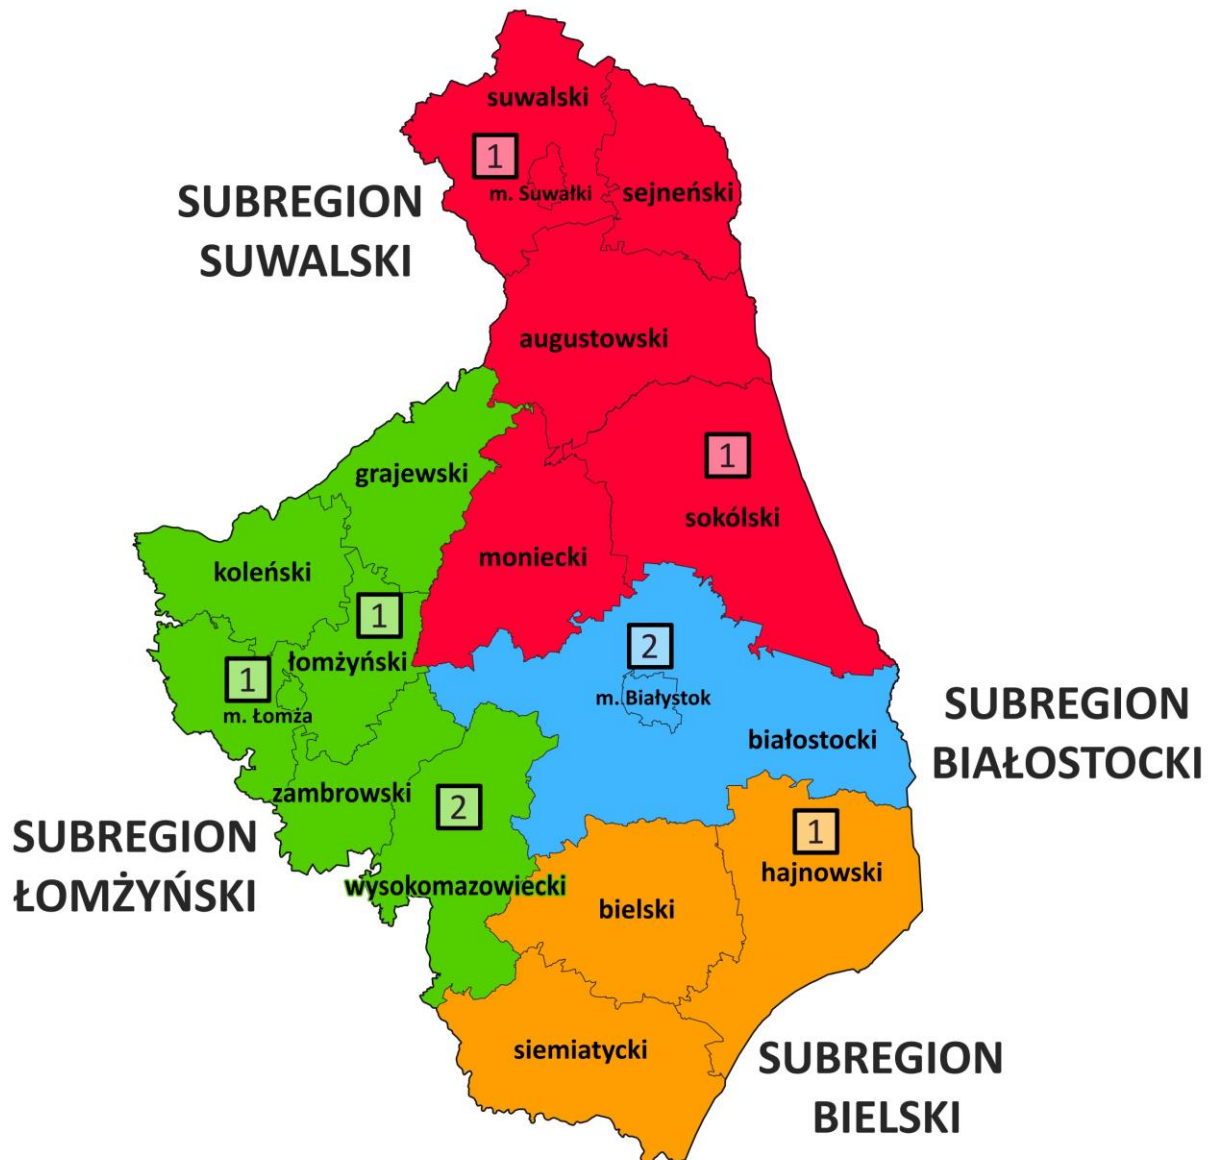 suwalski
1
m. Suwałki
sejneński
SUBREGION
SUWALSKI
augustowski
grajewski
1
sokólski
moniecki
koleński
1
łomżyński
1
m. Łomża
2
m. Białystok
białostocki
SUBREGION
BIAŁOSTOCKI
zambrowski
2
SUBREGION
ŁOMŻYŃSKI
wysokomazowiecki
1
hajnowski
bielski
siemiatycki
SUBREGION
BIELSKI